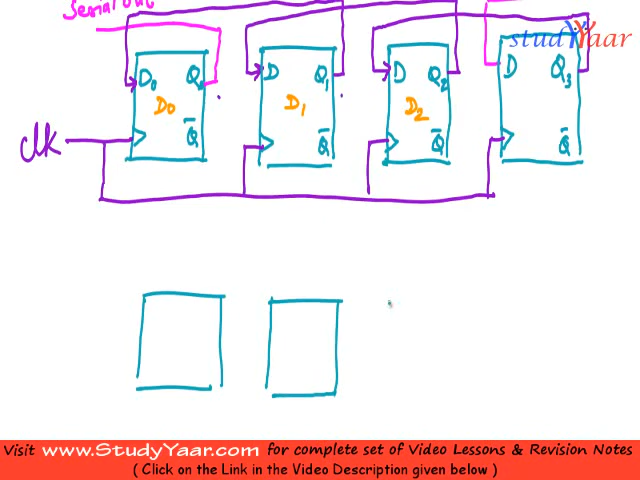 Serial out
studYYaar
D₀ Q₀ D Q₁ D Q₂ D Q₃
D₀ D₁ D₂
Clk Q̄ Q̄ Q̄ Q̄
Visit www.StudyYaar.com for complete set of Video Lessons & Revision Notes
( Click on the Link in the Video Description given below )